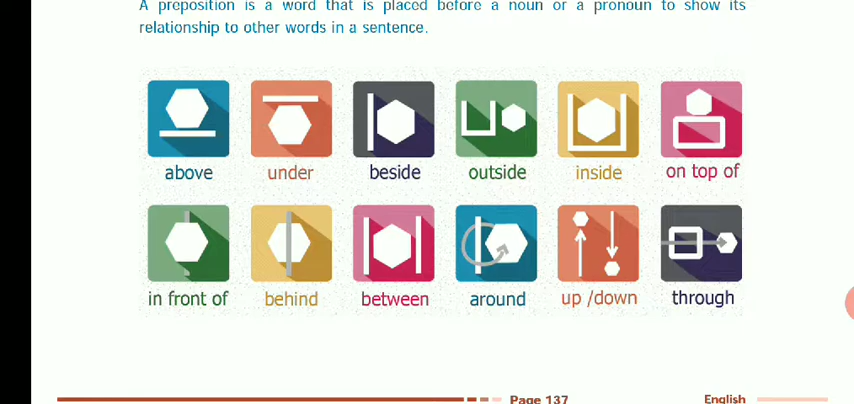 A preposition is a word that is placed before a noun or a pronoun to show its
relationship to other words in a sentence.
above under beside outside inside on top of
in front of behind between around up /down through
Page 137 English